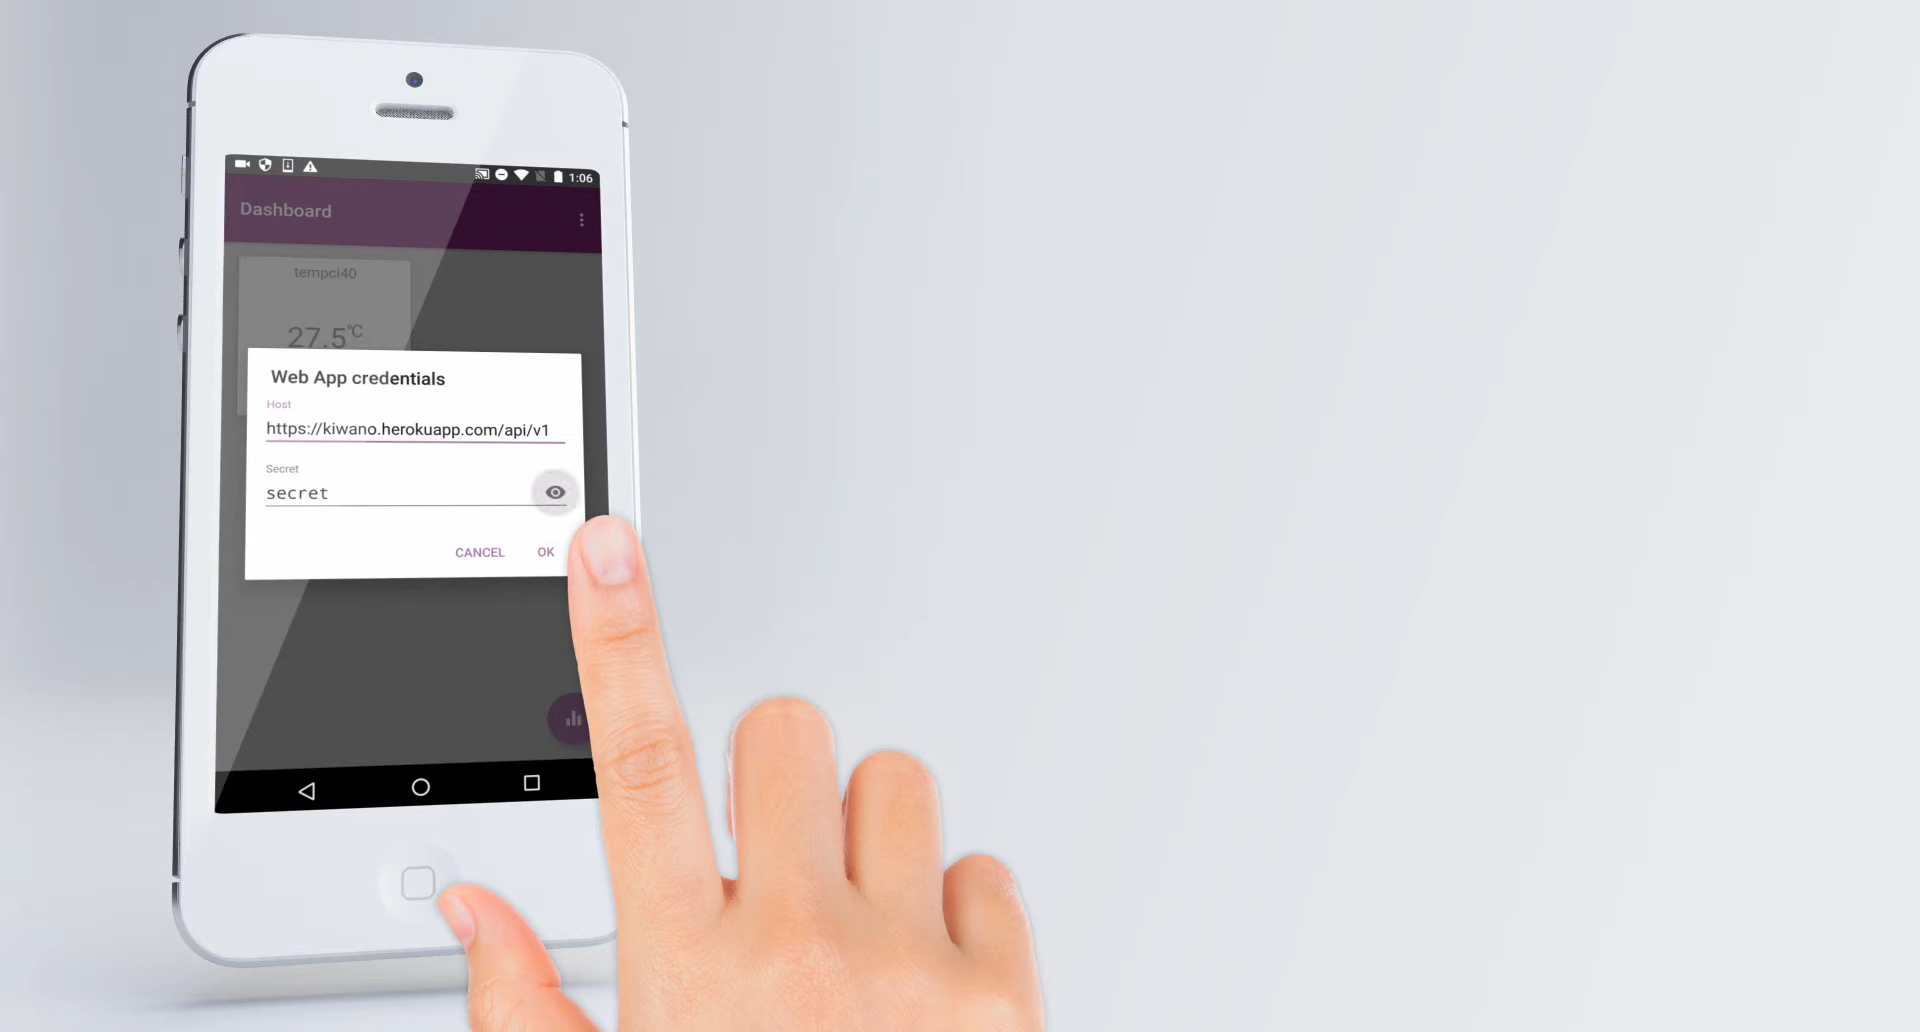 1:06
Dashboard
tempci40
27.5°C
Web App credentials
Host
https://kiwano.herokuapp.com/api/v1
Secret
secret
CANCEL OK